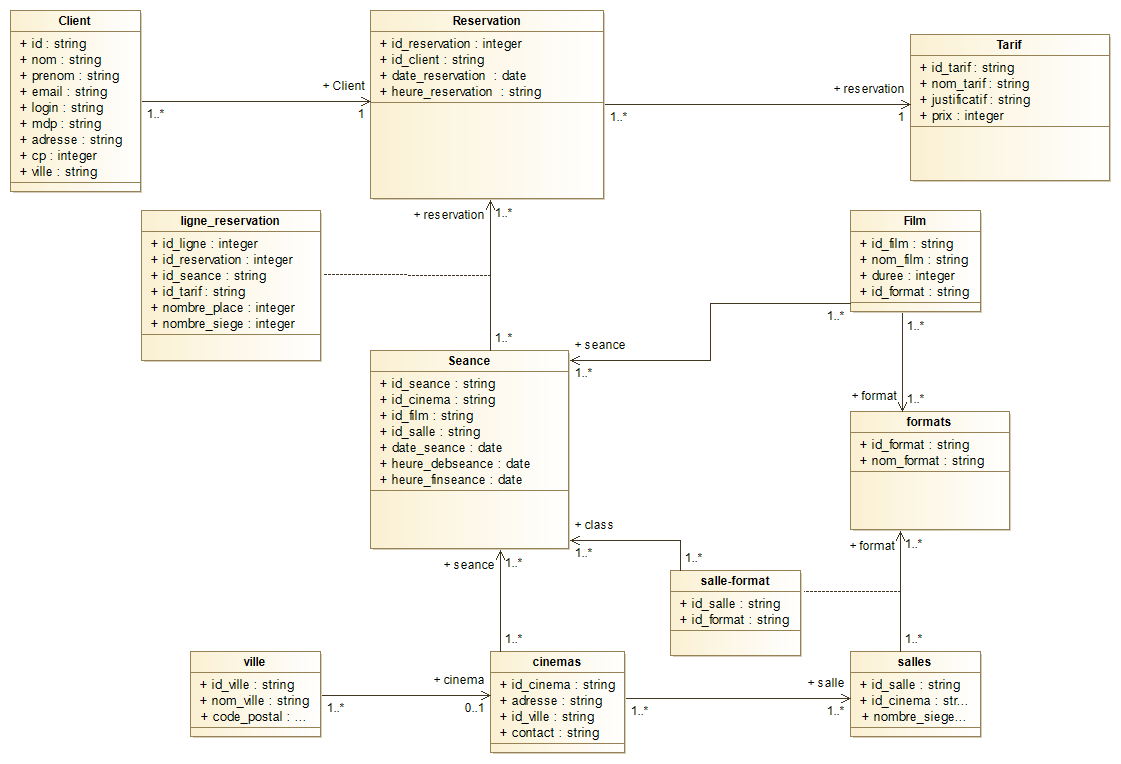 Client
+ id : string
+ nom : string
+ prenom : string
+ email : string
+ login : string
+ mdp : string
+ adresse : string
+ cp : integer
+ ville : string
+ Client
1..*
1
Reservation
+ id_reservation : integer
+ id_client : string
+ date_reservation : date
+ heure_reservation : string
+ reservation
1..*
1
Tarif
+ id_tarif : string
+ nom_tarif : string
+ justificatif : string
+ prix : integer
+ reservation
1..*
ligne_reservation
+ id_ligne : integer
+ id_reservation : integer
+ id_seance : string
+ id_tarif : string
+ nombre_place : integer
+ nombre_siege : integer
1..*
Film
+ id_film : string
+ nom_film : string
+ duree : integer
+ id_format : string
1..*
1..*
+ seance
1..*
Seance
+ id_seance : string
+ id_cinema : string
+ id_film : string
+ id_salle : string
+ date_seance : date
+ heure_debseance : date
+ heure_finseance : date
+ format
1..*
formats
+ id_format : string
+ nom_format : string
+ class
1..*
+ format
1..*
+ seance
1..*
1..*
salle-format
+ id_salle : string
+ id_format : string
1..*
1..*
ville
+ id_ville : string
+ nom_ville : string
+ code_postal : ...
+ cinema
1..*
0..1
cinemas
+ id_cinema : string
+ adresse : string
+ id_ville : string
+ contact : string
+ salle
1..*
1..*
salles
+ id_salle : string
+ id_cinema : str...
+ nombre_siege...